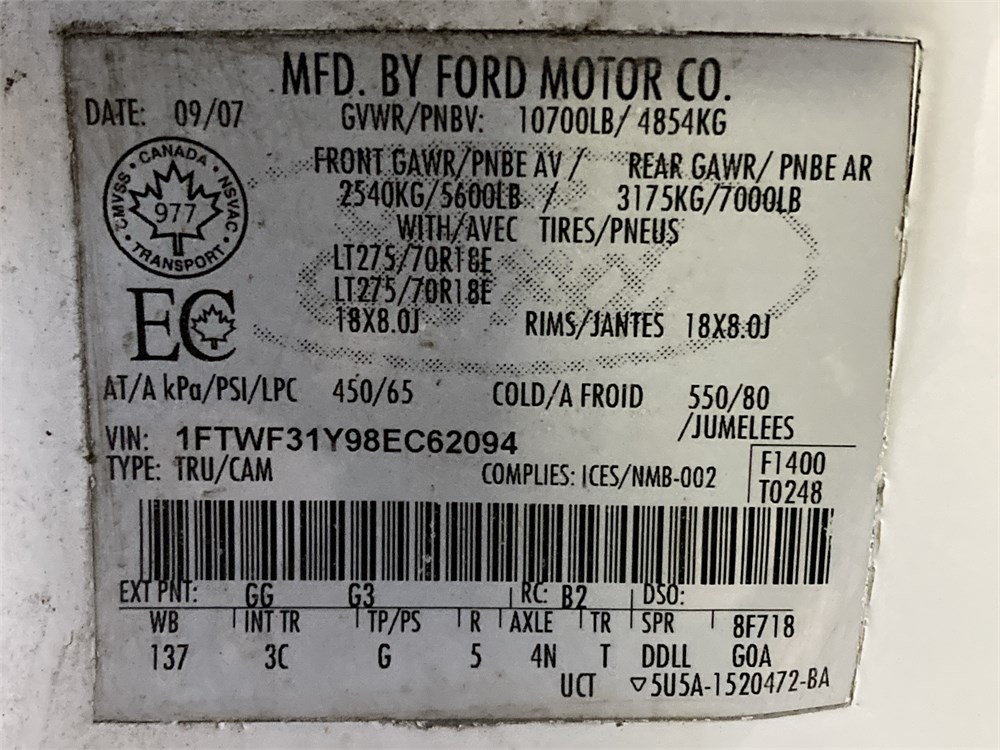 MFD. BY FORD MOTOR CO.
DATE: 09/07 GVWR/PNBV: 10700LB/ 4854KG
FRONT GAWR/PNBE AV / REAR GAWR/ PNBE AR
2540KG/5600LB / 3175KG/7000LB
WITH/AVEC TIRES/PNEUS
LT275/70R18E
LT275/70R18E
18X8.0J RIMS/JANTES 18X8.0J
CANADA
CMVSS NSVAC
977
TRANSPORT
EC
AT/A kPa/PSI/LPC 450/65 COLD/A FROID 550/80
/JUMELEES
VIN: 1FTWF31Y98EC62094
TYPE: TRU/CAM COMPLIES: ICES/NMB-002
F1400
T0248
EXT PNT: GG G3 RC: B2 DSO:
WB INT TR TP/PS R AXLE TR SPR 8F718
137 3C G 5 4N T DDLL GOA
UCT 5U5A-1520472-BA